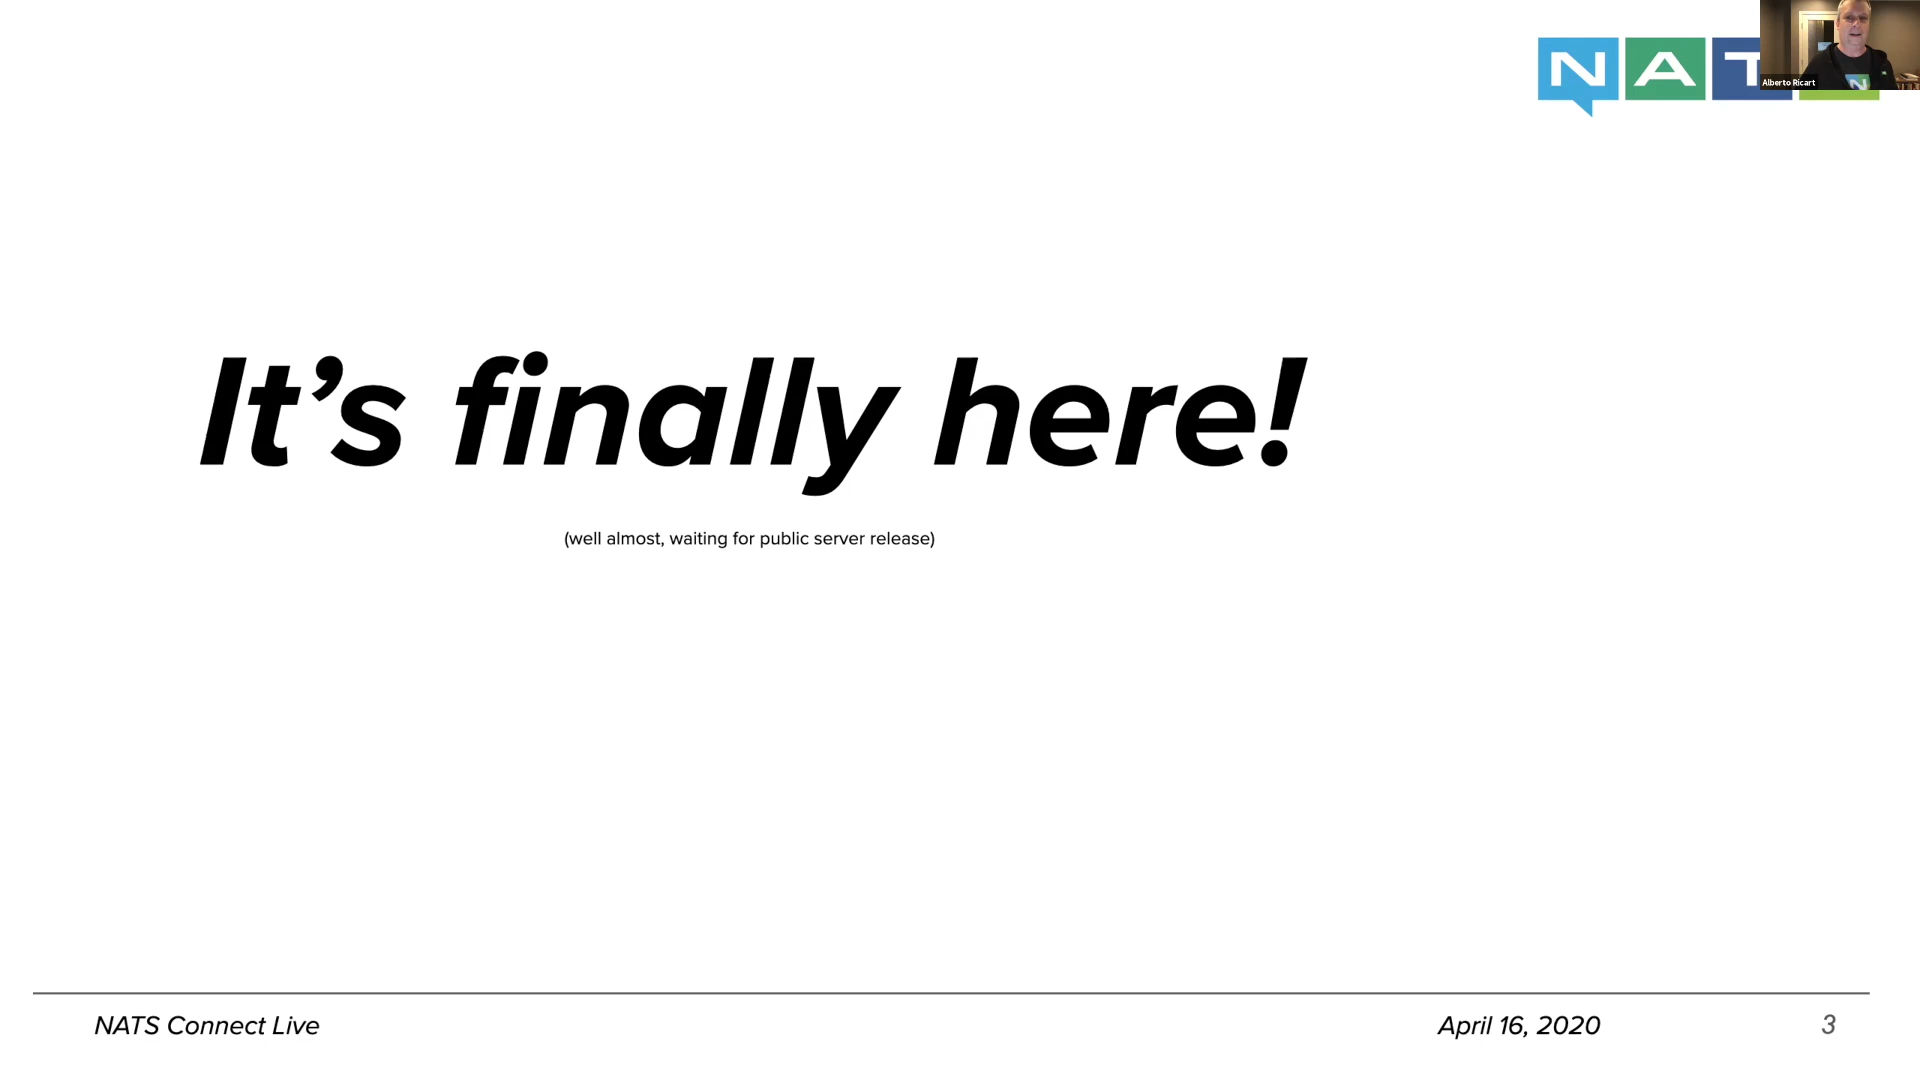 NAT
Alberto Ricart
It’s finally here!
(well almost, waiting for public server release)
NATS Connect Live
April 16, 2020
3